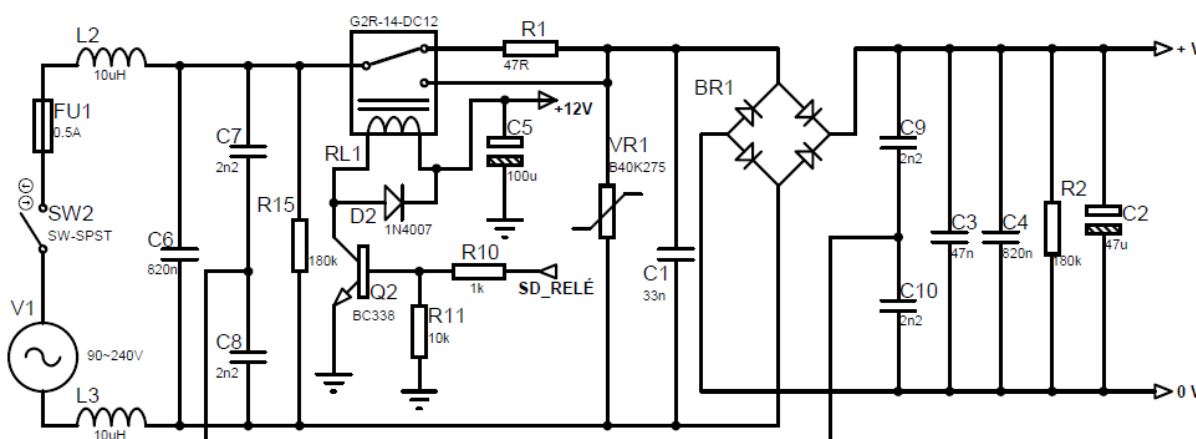 G2R-14-DC12
L2
10uH
R1
47R
+ V
FU1
0.5A
BR1
+12V
C7
2n2
C5
100u
C9
2n2
RL1
VR1
B40K275
D2
1N4007
SW2
SW-SPST
R15
180k
C6
820n
R2
180k
C3
47n
C4
820n
C2
47u
R10
1k
SD_RELÉ
C1
33n
Q2
BC338
R11
10k
C10
2n2
V1
90~240V
C8
2n2
L3
10uH
0 V